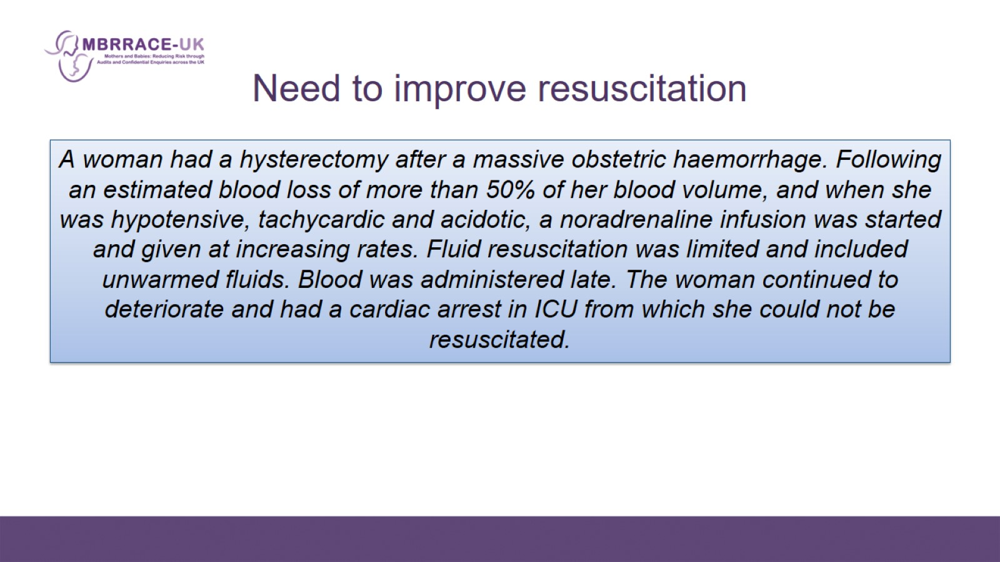 MBRRACE-UK
Mothers and Babies: Reducing Risk through
Audits and Confidential Enquiries across the UK
Need to improve resuscitation
A woman had a hysterectomy after a massive obstetric haemorrhage. Following
an estimated blood loss of more than 50% of her blood volume, and when she
was hypotensive, tachycardic and acidotic, a noradrenaline infusion was started
and given at increasing rates. Fluid resuscitation was limited and included
unwarmed fluids. Blood was administered late. The woman continued to
deteriorate and had a cardiac arrest in ICU from which she could not be
resuscitated.